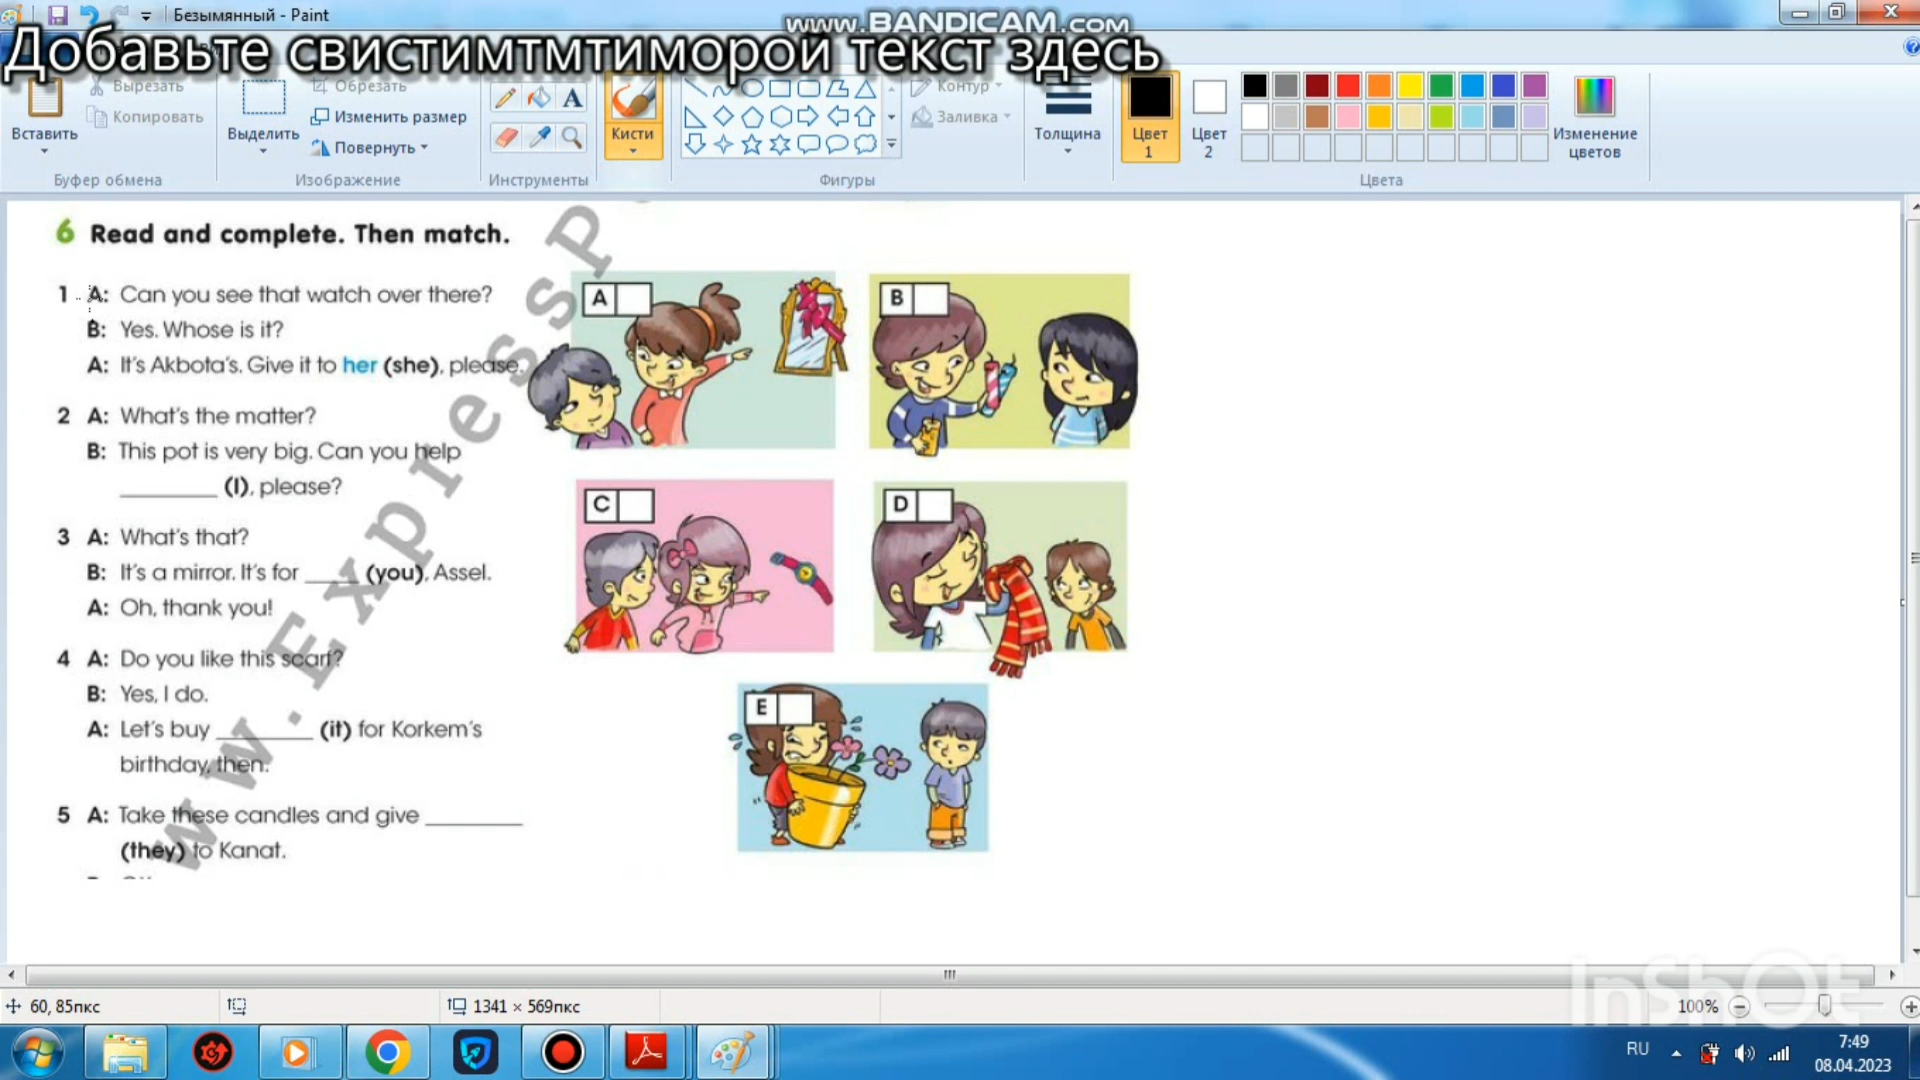 Безымянный - Paint
www.BANDICAM.com
Добавьте свистимтмтиморой текст здесь
Вставить
Вырезать
Копировать
Буфер обмена
Выделить
Обрезать
Изменить размер
Повернуть
Изображение
A
Инструменты
Кисти
Фигуры
Контур
Заливка
Толщина
Цвет
1
Цвет
2
Изменение
цветов
Цвета
6 Read and complete. Then match.
1 A: Can you see that watch over there?
B: Yes. Whose is it?
A: It's Akbota's. Give it to her (she), please.
2 A: What's the matter?
B: This pot is very big. Can you help
________ (I), please?
3 A: What's that?
B: It's a mirror. It's for ____ (you), Assel.
A: Oh, thank you!
4 A: Do you like this scarf?
B: Yes, I do.
A: Let's buy ________ (it) for Korkem's
birthday, then.
5 A: Take these candles and give ________
(they) to Kanat.
www.ExpressP
A
B
C
D
E
InShOt
60, 85пкс
1341 × 569пкс
100%
RU
7:49
08.04.2023